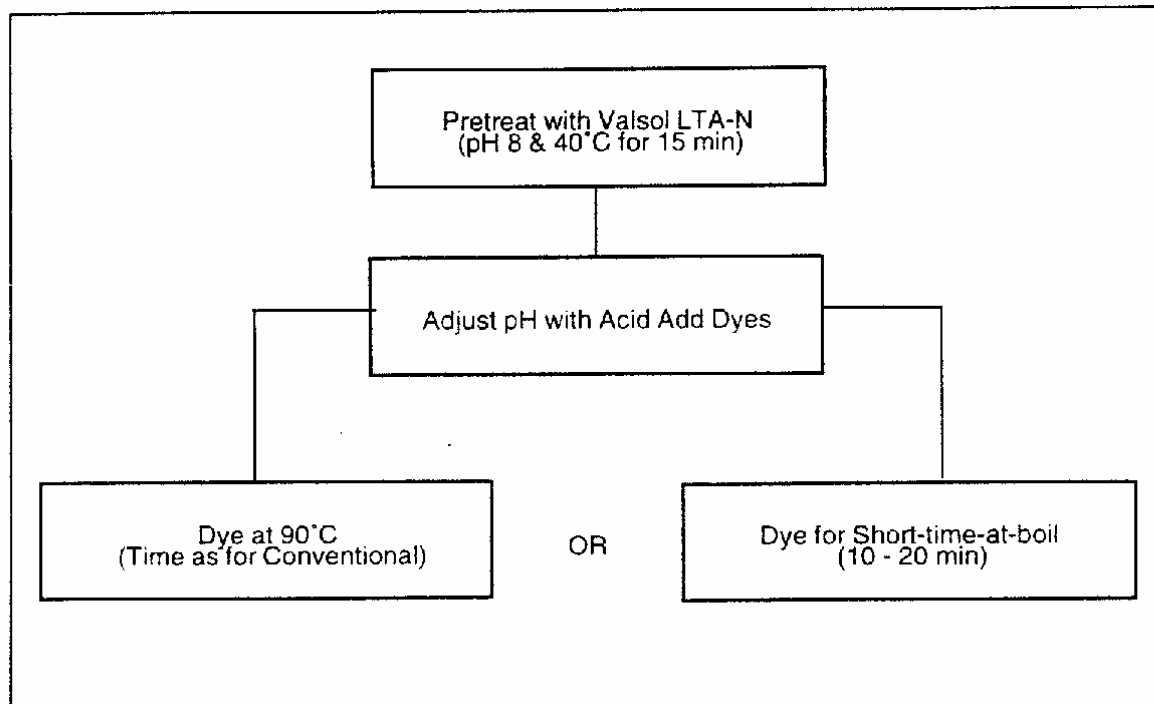 Pretreat with Valsol LTA-N
(pH 8 & 40°C for 15 min)
Adjust pH with Acid Add Dyes
Dye at 90°C
(Time as for Conventional)
OR
Dye for Short-time-at-boil
(10 - 20 min)